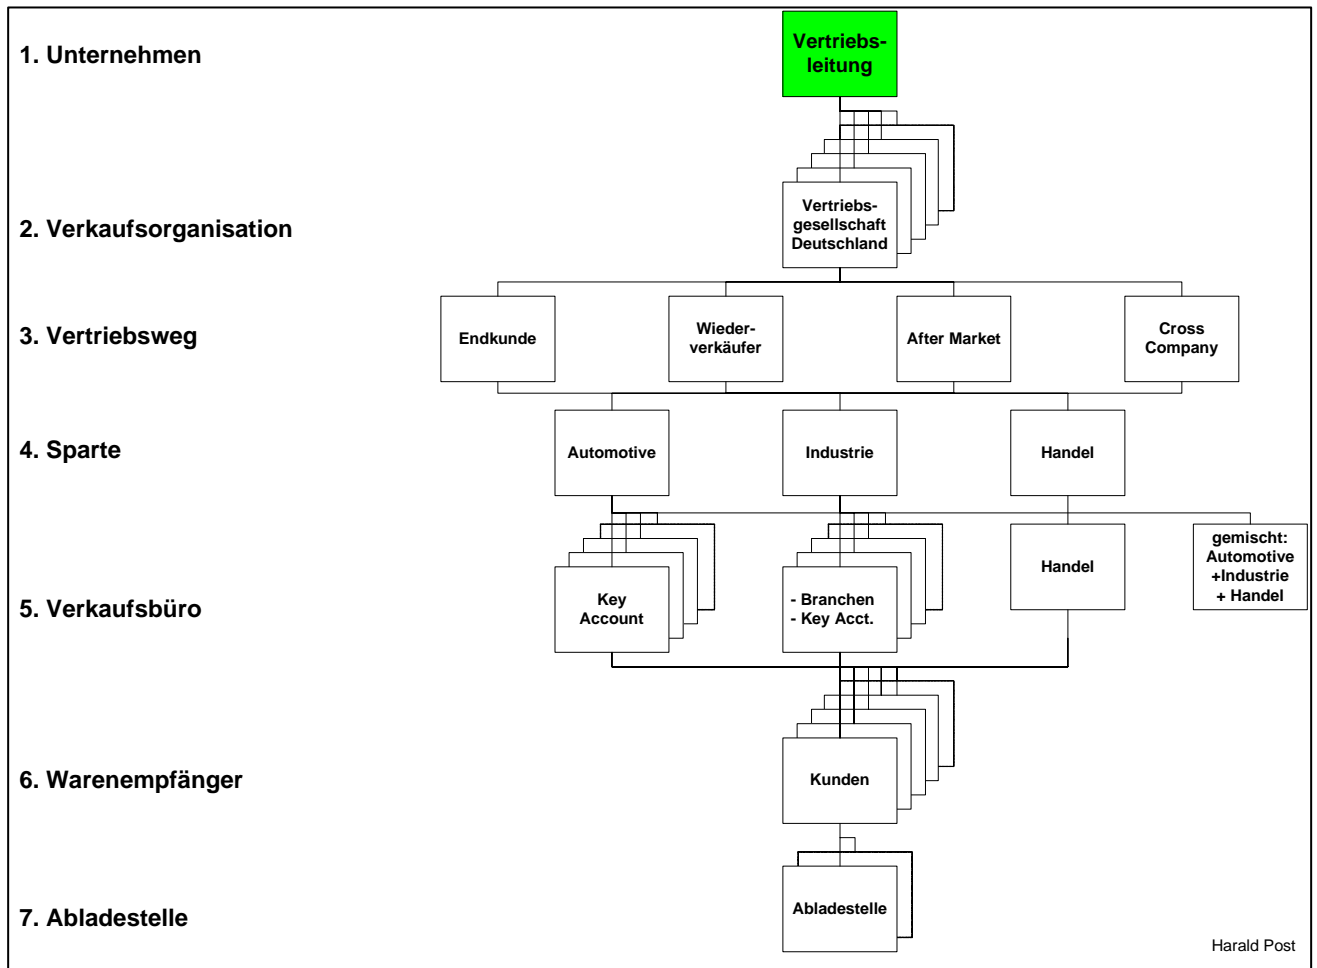 1. Unternehmen
Vertriebs-
leitung
2. Verkaufsorganisation
Vertriebs-
gesellschaft
Deutschland
3. Vertriebsweg
Endkunde
Wieder-
verkäufer
After Market
Cross
Company
4. Sparte
Automotive
Industrie
Handel
5. Verkaufsbüro
Key
Account
- Branchen
- Key Acct.
Handel
gemischt:
Automotive
+Industrie
+ Handel
6. Warenempfänger
Kunden
7. Abladestelle
Abladestelle
Harald Post